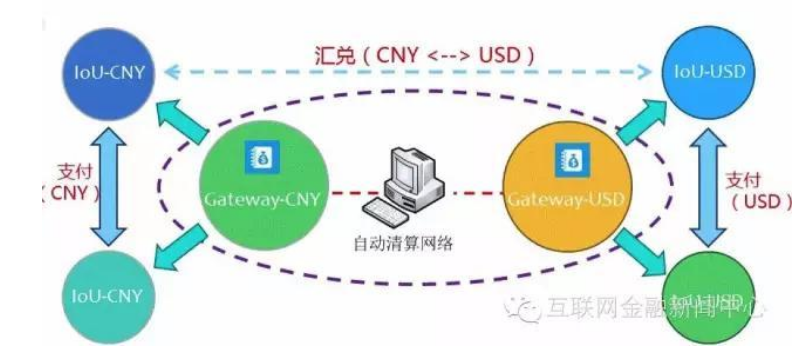 汇兑（CNY <--> USD）
IoU-CNY
IoU-USD
支付
（CNY）
Gateway-CNY
Gateway-USD
支付
（USD）
自动清算网络
IoU-CNY
IoU-USD
互联网金融新闻中心